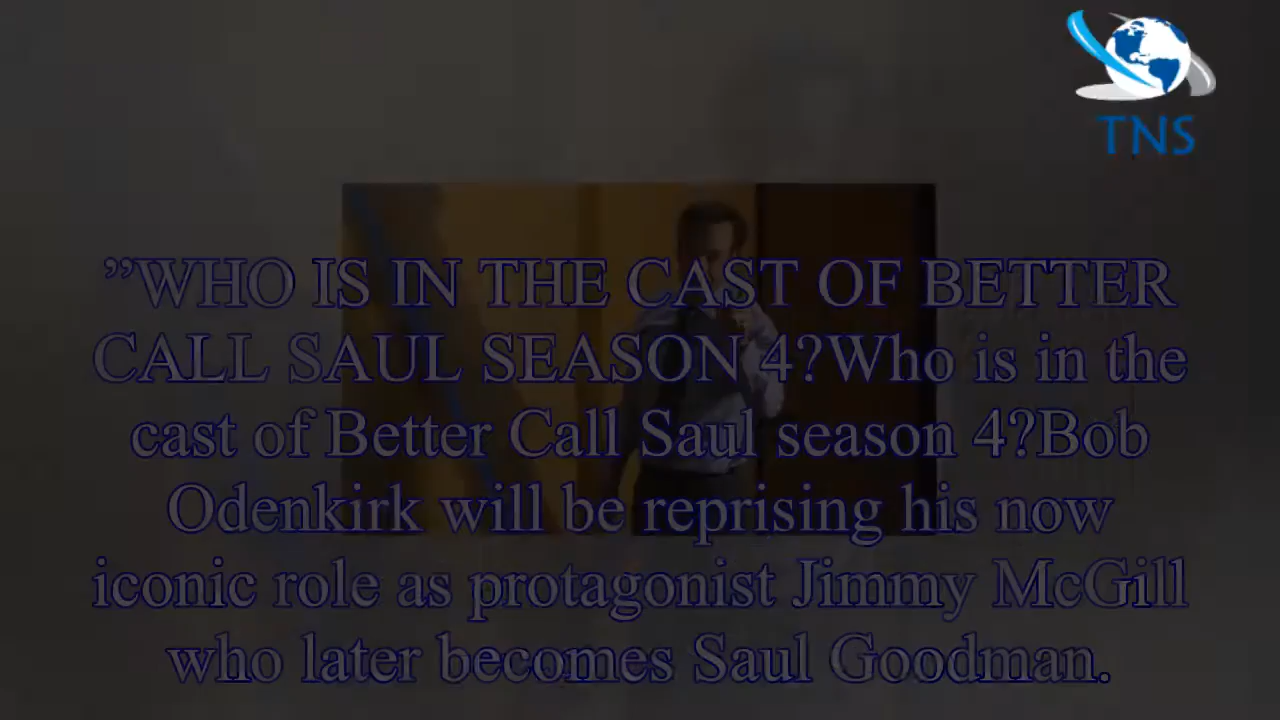 TNS
”WHO IS IN THE CAST OF BETTER
CALL SAUL SEASON 4?Who is in the
cast of Better Call Saul season 4?Bob
Odenkirk will be reprising his now
iconic role as protagonist Jimmy McGill
who later becomes Saul Goodman.